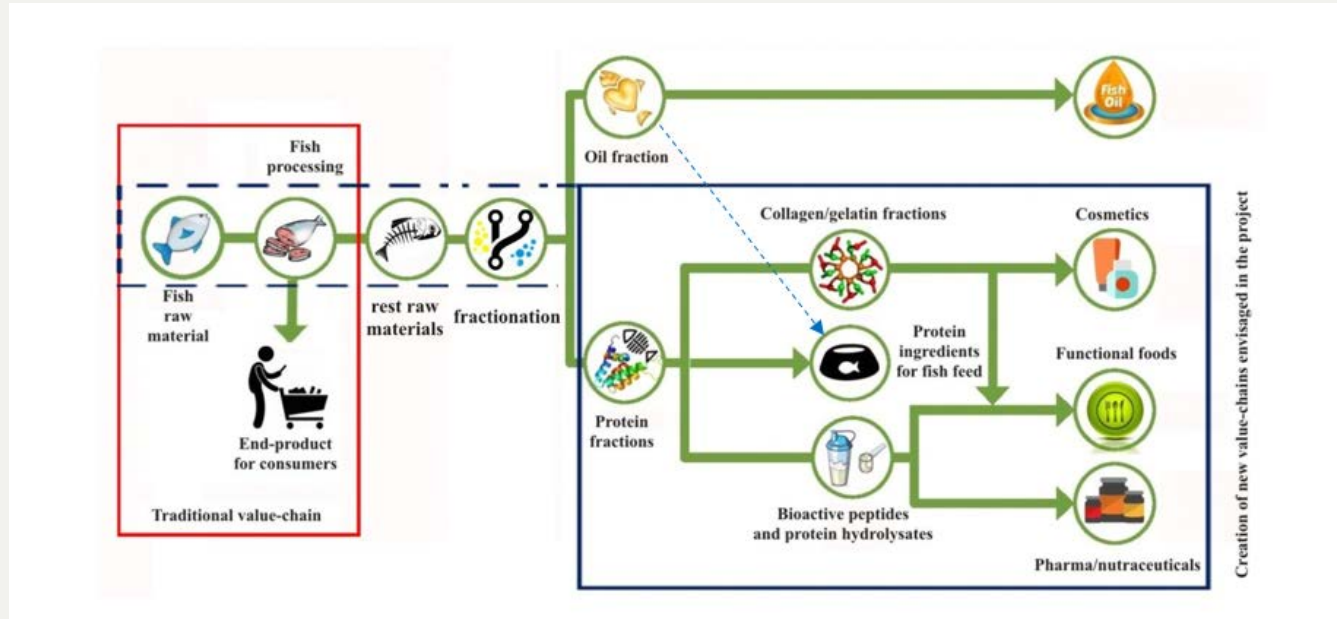 Fish
processing
Fish
raw
material
End-product
for consumers
Traditional value-chain
rest raw
materials
fractionation
Oil fraction
Fish
Oil
Protein
fractions
Collagen/gelatin fractions
Protein
ingredients
for fish feed
Bioactive peptides
and protein hydrolysates
Cosmetics
Functional foods
Pharma/nutraceuticals
Creation of new value-chains envisaged in the project